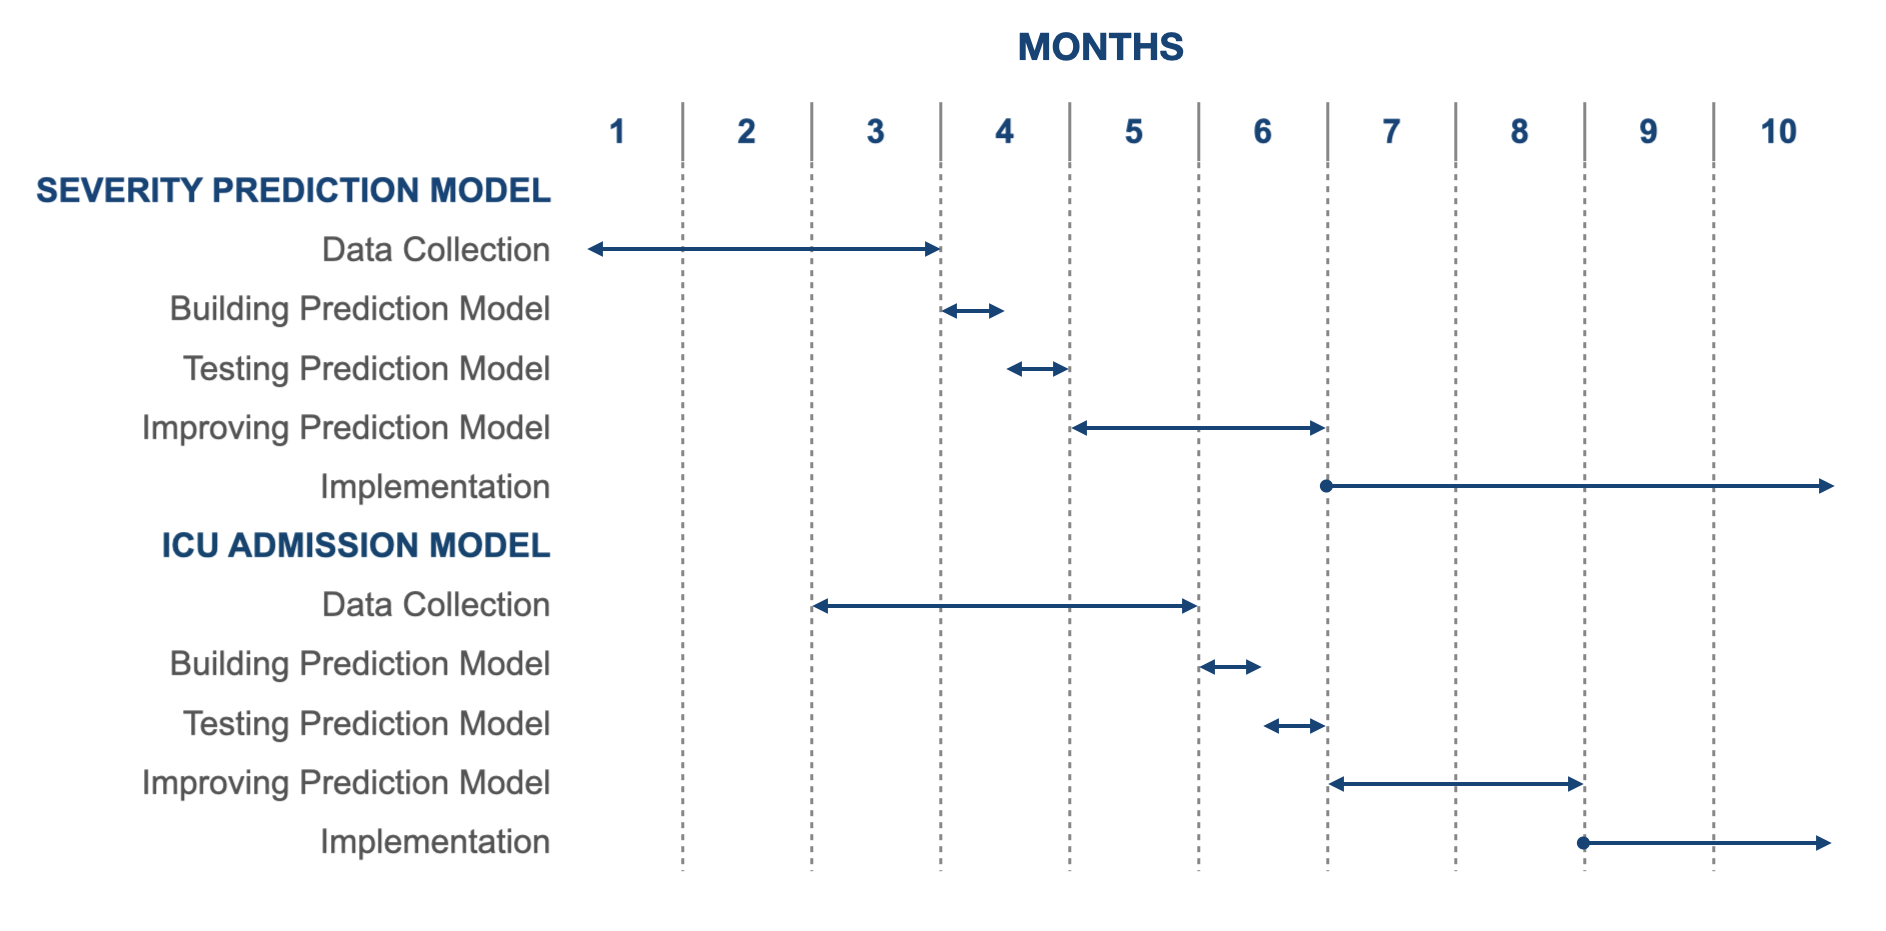 MONTHS
1 2 3 4 5 6 7 8 9 10
SEVERITY PREDICTION MODEL
Data Collection
Building Prediction Model
Testing Prediction Model
Improving Prediction Model
Implementation
ICU ADMISSION MODEL
Data Collection
Building Prediction Model
Testing Prediction Model
Improving Prediction Model
Implementation